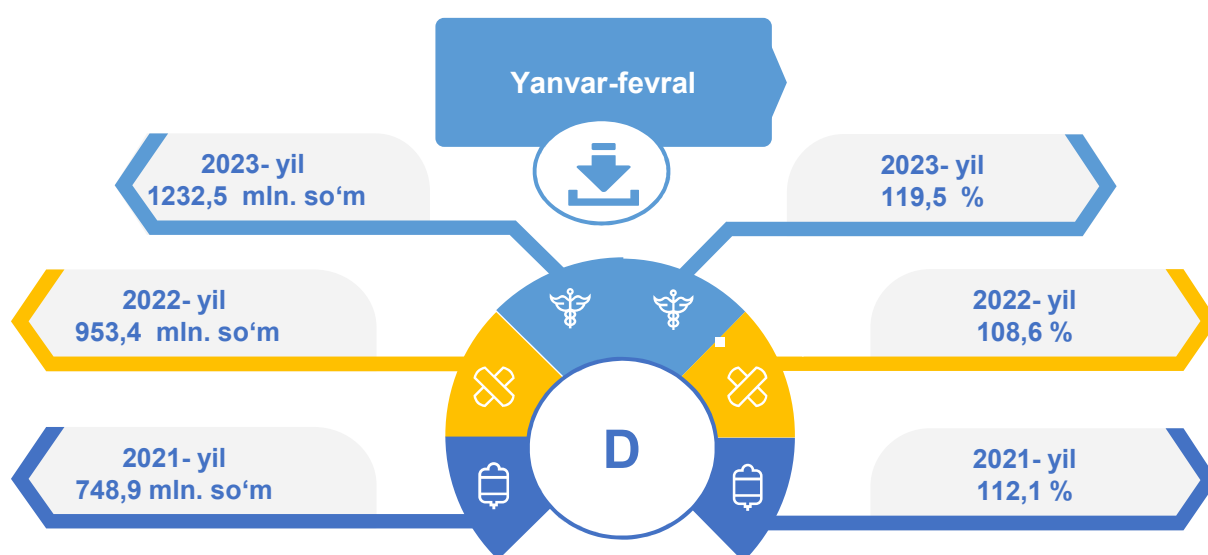 Yanvar-fevral
2023- yil
1232,5 mln. so‘m
2023- yil
119,5 %
2022- yil
953,4 mln. so‘m
2022- yil
108,6 %
D
2021- yil
748,9 mln. so‘m
2021- yil
112,1 %